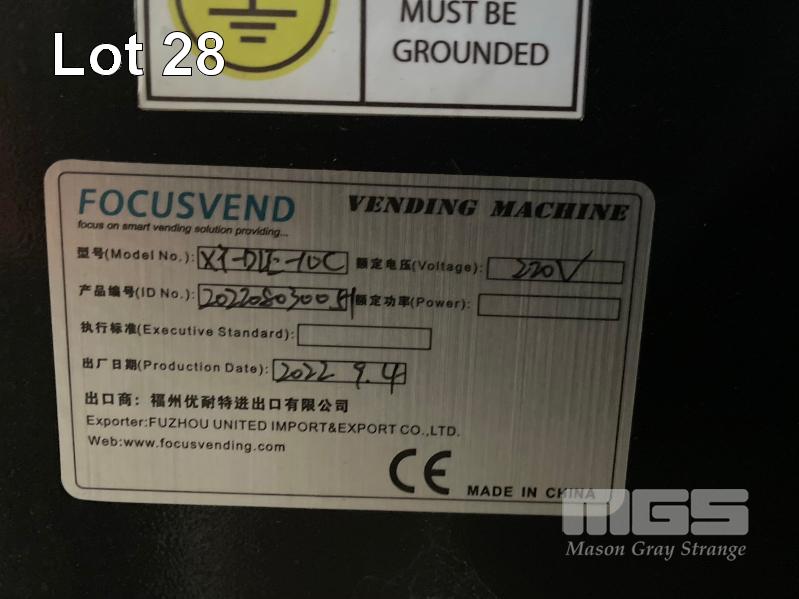 Lot 28
MUST BE
GROUNDED
FOCUSVEND VENDING MACHINE
focus on smart vending solution providing...
型号(Model No.): XY-DLE-10C 额定电压(Voltage): 220V
产品编号(ID No.): 额定功率(Power):
执行标准(Executive Standard):
出厂日期(Production Date): 2022 9.4
出口商: 福州优耐特进出口有限公司
Exporter:FUZHOU UNITED IMPORT&EXPORT CO.,LTD.
Web:www.focusvending.com
CE MADE IN CHINA
MGS
Mason Gray Strange